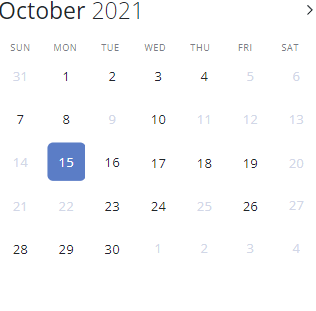 October 2021 >
SUN MON TUE WED THU FRI SAT
31 1 2 3 4 5 6
7 8 9 10 11 12 13
14 15 16 17 18 19 20
21 22 23 24 25 26 27
28 29 30 1 2 3 4